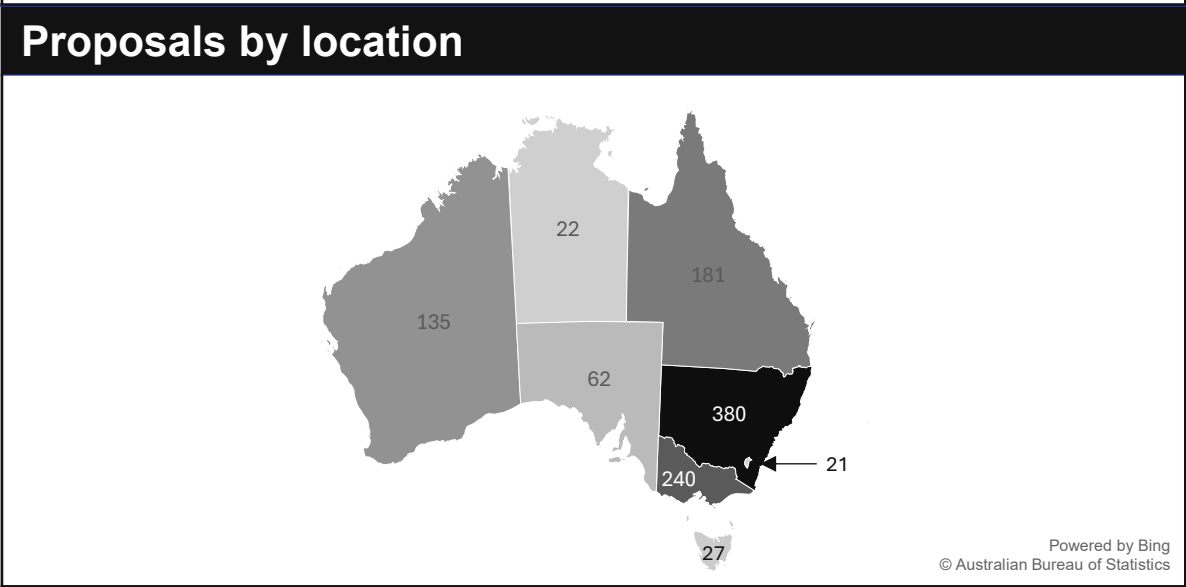 Proposals by location
22
181
135
62
380
21
240
27
Powered by Bing
© Australian Bureau of Statistics